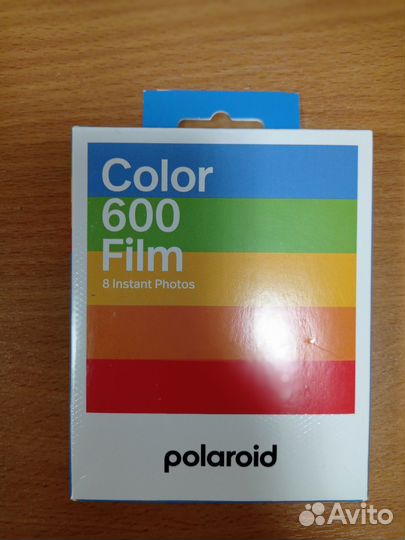 Color
600
Film
8 Instant Photos
polaroid
Avito